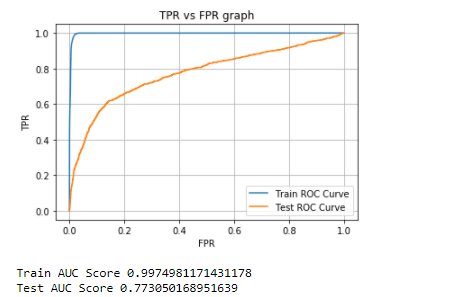 TPR vs FPR graph
1.0
0.8
0.6
0.4
0.2
0.0
TPR
0.0 0.2 0.4 0.6 0.8 1.0
FPR
Train ROC Curve
Test ROC Curve
Train AUC Score 0.9974981171431178
Test AUC Score 0.773050168951639